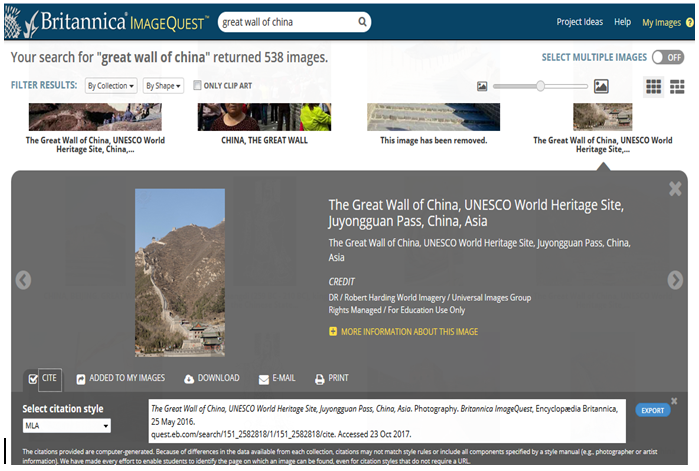 Britannica ImageQuest™
great wall of china
Project Ideas Help My Images ?
Your search for "great wall of china" returned 538 images.
SELECT MULTIPLE IMAGES OFF
FILTER RESULTS: By Collection By Shape ONLY CLIP ART
The Great Wall of China, UNESCO World
Heritage Site, China,...
CHINA, THE GREAT WALL
This image has been removed.
The Great Wall of China, UNESCO World
Heritage Site,...
The Great Wall of China, UNESCO World Heritage Site,
Juyongguan Pass, China, Asia
The Great Wall of China, UNESCO World Heritage Site, Juyongguan Pass, China,
Asia
CREDIT
DR / Robert Harding World Imagery / Universal Images Group
Rights Managed / For Education Use Only
MORE INFORMATION ABOUT THIS IMAGE
CITE ADDED TO MY IMAGES DOWNLOAD E-MAIL PRINT
Select citation style
MLA
The Great Wall of China, UNESCO World Heritage Site, Juyongguan Pass, China, Asia. Photography. Britannica ImageQuest, Encyclopædia Britannica,
25 May 2016.
quest.eb.com/search/151_2582818/1/151_2582818/cite. Accessed 23 Oct 2017.
EXPORT
The citations provided are computer-generated. Because of differences in the data available from each collection, citations may not match style rules or include all components specified by a style manual (e.g., photographer or artist
information). We have made every effort to enable students to identify the page on which an image can be found, even for citation styles that do not require a URL.